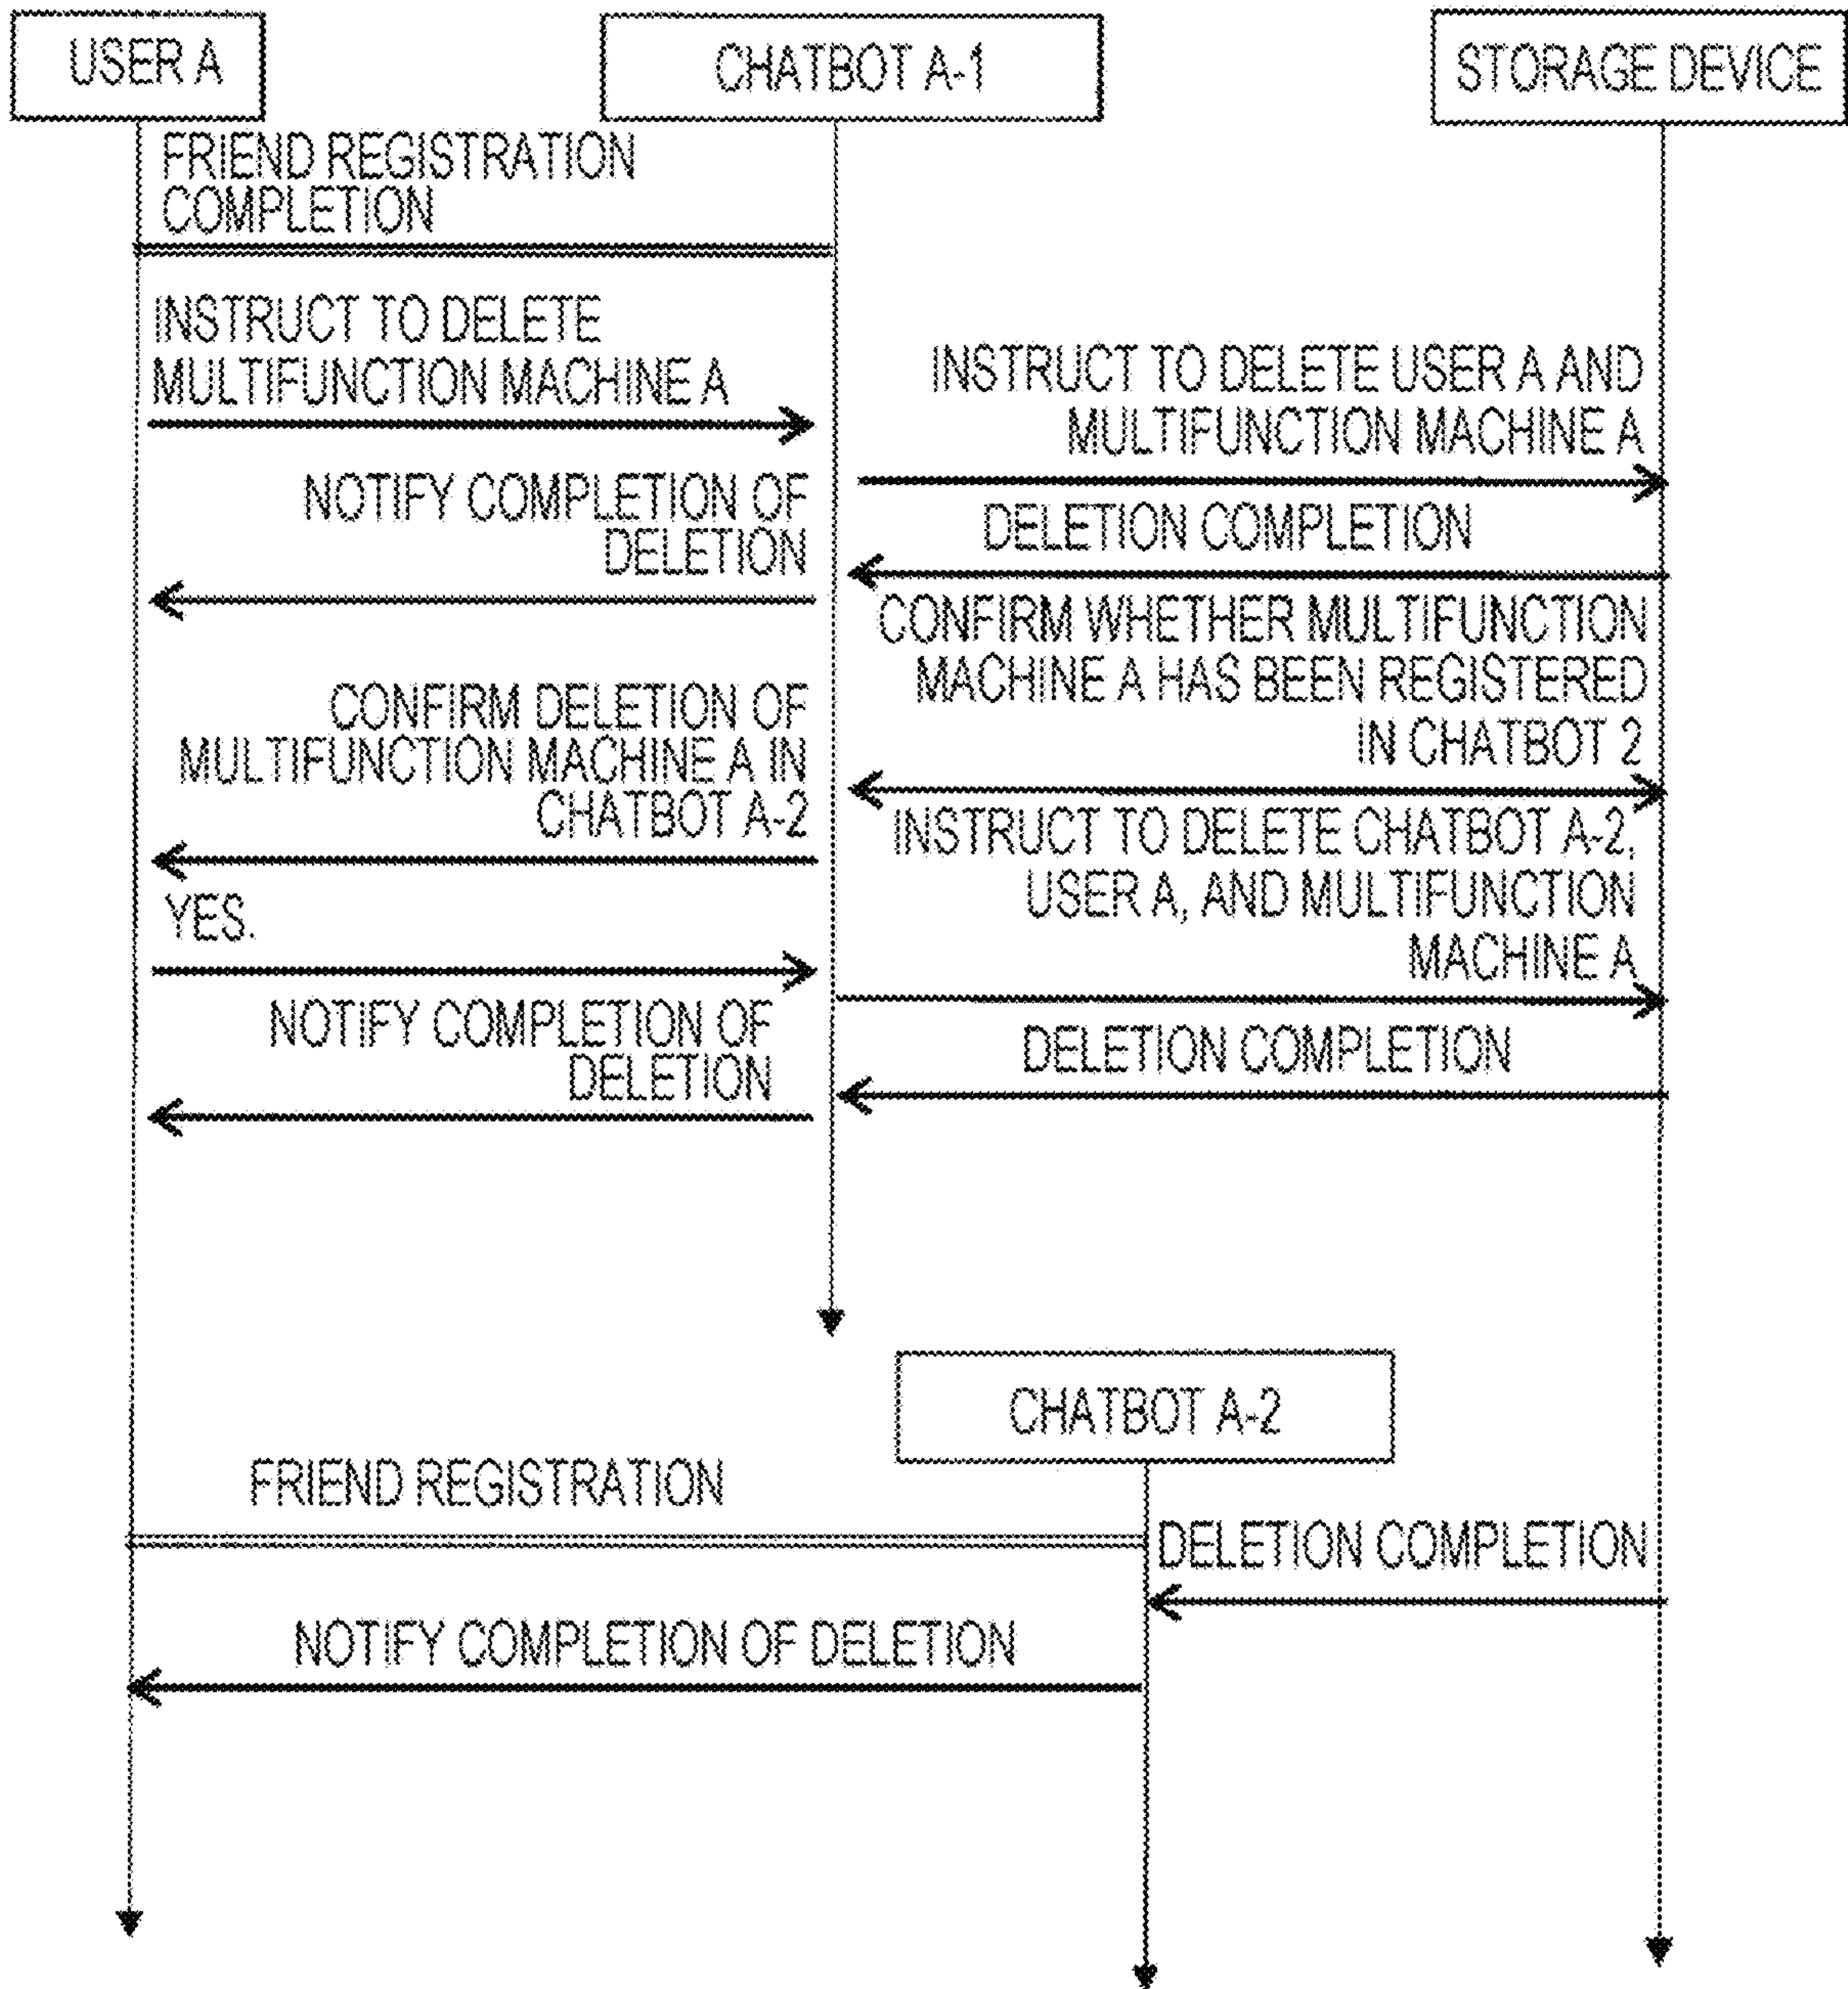 USER A
CHATBOT A-1
STORAGE DEVICE
FRIEND REGISTRATION
COMPLETION
INSTRUCT TO DELETE
MULTIFUNCTION MACHINE A
INSTRUCT TO DELETE USER A AND
MULTIFUNCTION MACHINE A
NOTIFY COMPLETION OF
DELETION
DELETION COMPLETION
CONFIRM WHETHER MULTIFUNCTION
MACHINE A HAS BEEN REGISTERED
IN CHATBOT 2
CONFIRM DELETION OF
MULTIFUNCTION MACHINE A IN
CHATBOT A-2
INSTRUCT TO DELETE CHATBOT A-2,
USER A, AND MULTIFUNCTION
MACHINE A
YES.
NOTIFY COMPLETION OF
DELETION
DELETION COMPLETION
CHATBOT A-2
FRIEND REGISTRATION
DELETION COMPLETION
NOTIFY COMPLETION OF DELETION